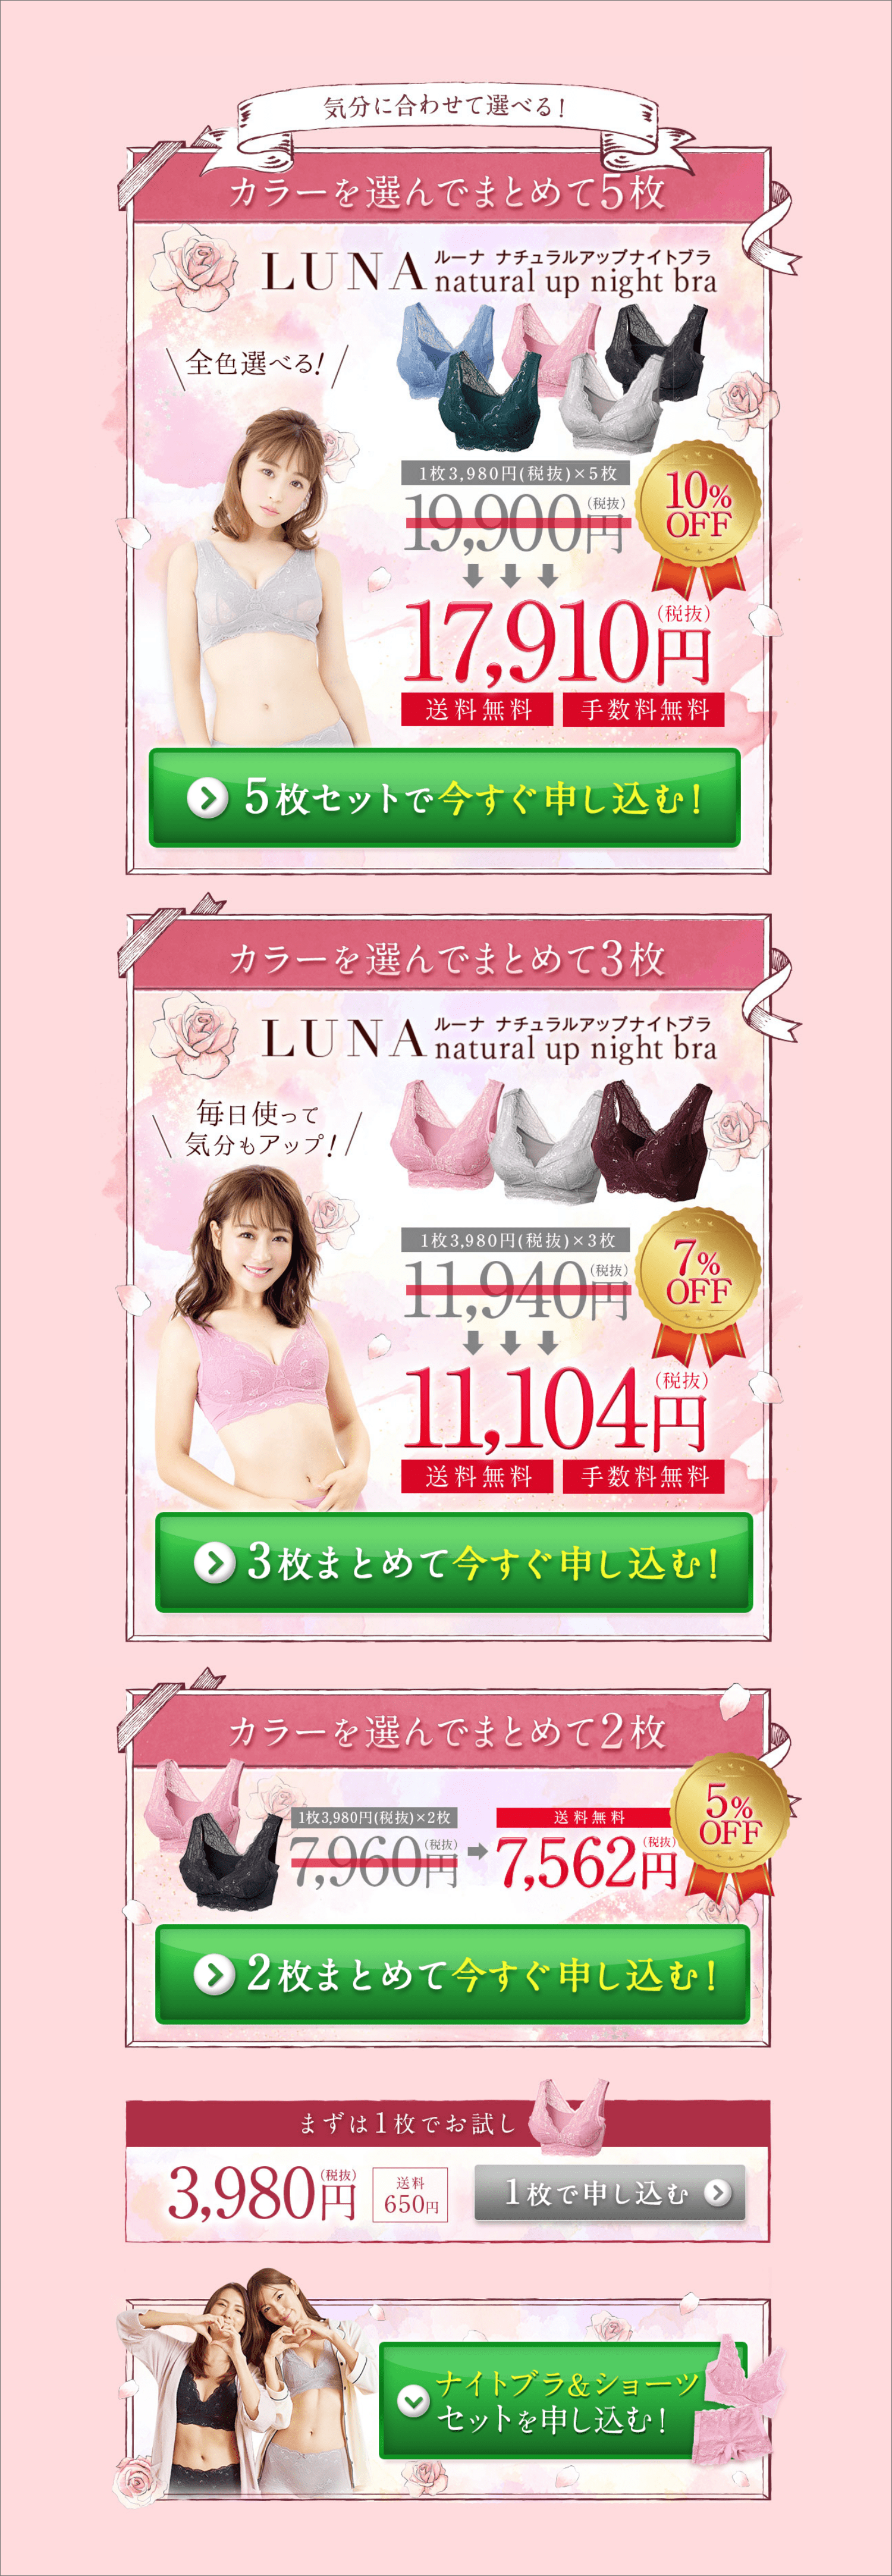 気分に合わせて選べる!
カラーを選んでまとめて5枚
LUNA
ルーナ ナチュラルアップナイトブラ
natural up night bra
全色選べる!
1枚3,980円(税抜)×5枚
19,900円(税抜)
10%
OFF
17,910円(税抜)
送料無料
手数料無料
5枚セットで今すぐ申し込む!
カラーを選んでまとめて3枚
LUNA
ルーナ ナチュラルアップナイトブラ
natural up night bra
毎日使って
気分もアップ!
1枚3,980円(税抜)×3枚
11,940円(税抜)
7%
OFF
11,104円(税抜)
送料無料
手数料無料
3枚まとめて今すぐ申し込む!
カラーを選んでまとめて2枚
1枚3,980円(税抜)×2枚
7,960円(税抜)
送料無料
7,562円(税抜)
5%
OFF
2枚まとめて今すぐ申し込む!
まずは1枚でお試し
3,980円(税抜)
送料
650円
1枚で申し込む
ナイトブラ&ショーツ
セットを申し込む!